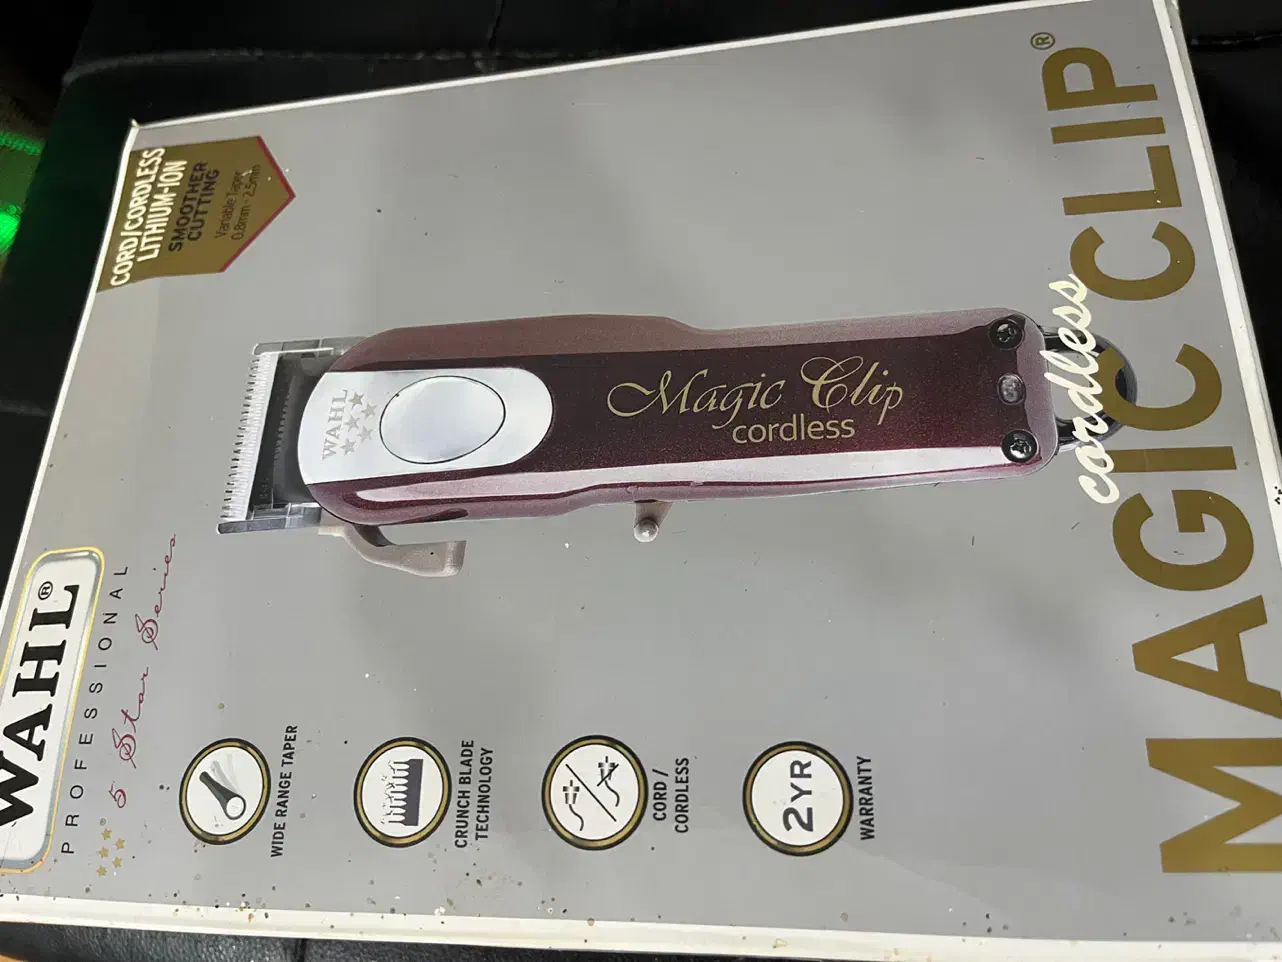 WAHL®
PROFESSIONAL
5 Star Series
CORD/CORDLESS
LITHIUM-ION
SMOOTHER
CUTTING
Variable Taper
0.8mm - 2.5mm
WAHL
Magic Clip
cordless
WIDE RANGE TAPER
CRUNCH BLADE
TECHNOLOGY
CORD /
CORDLESS
2YR
WARRANTY
cordless
MAGIC CLIP®